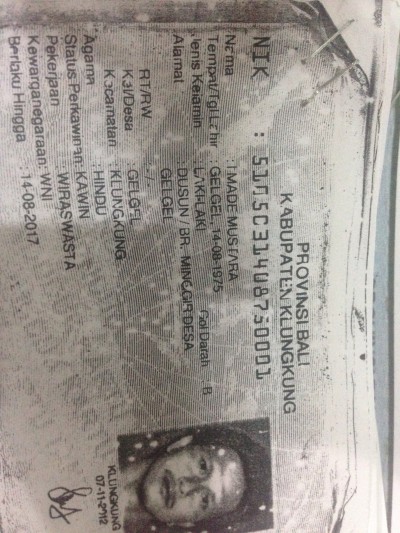 PROVINSI BALI
KABUPATEN KLUNGKUNG
NIK :
Nama : I MADE MUSTARA
Tempat/Tgl Lahir : GELGEL, 14-08-1975
Jenis Kelamin : LAKI-LAKI Gol Darah : B
Alamat : DUSUN / BR. MINGGIR DESA
GELGEL
RT/RW : -/-
Kel/Desa : GELGEL
Kecamatan : KLUNGKUNG
Agama : HINDU
Status Perkawinan: KAWIN
Pekerjaan : WIRASWASTA
Kewarganegaraan: WNI
Berlaku Hingga : 14-08-2017
KLUNGKUNG
07-11-2012